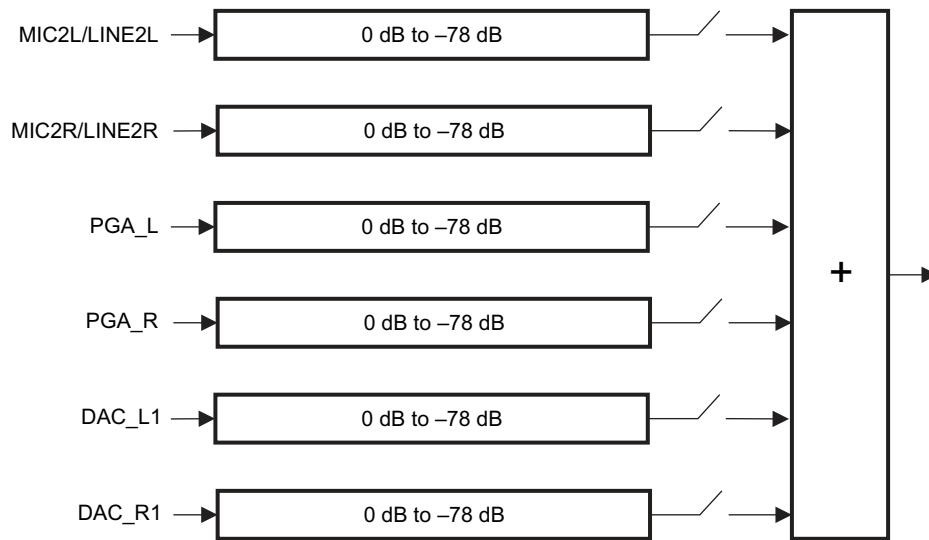 MIC2L/LINE2L 0 dB to –78 dB
MIC2R/LINE2R 0 dB to –78 dB
PGA_L 0 dB to –78 dB
PGA_R 0 dB to –78 dB
+
DAC_L1 0 dB to –78 dB
DAC_R1 0 dB to –78 dB